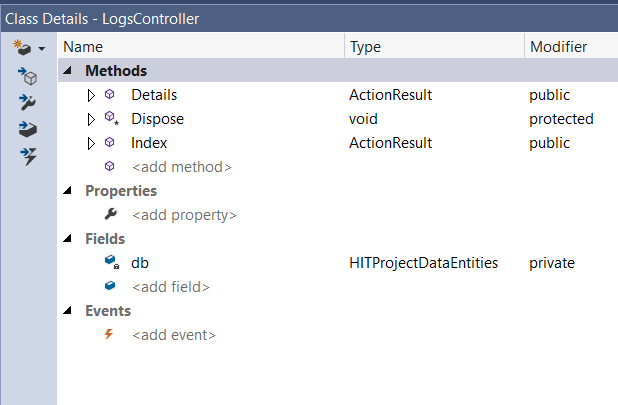 Class Details - LogsController
Name Type Modifier
Methods
Details ActionResult public
Dispose void protected
Index ActionResult public
<add method>
Properties
<add property>
Fields
db HITProjectDataEntities private
<add field>
Events
<add event>